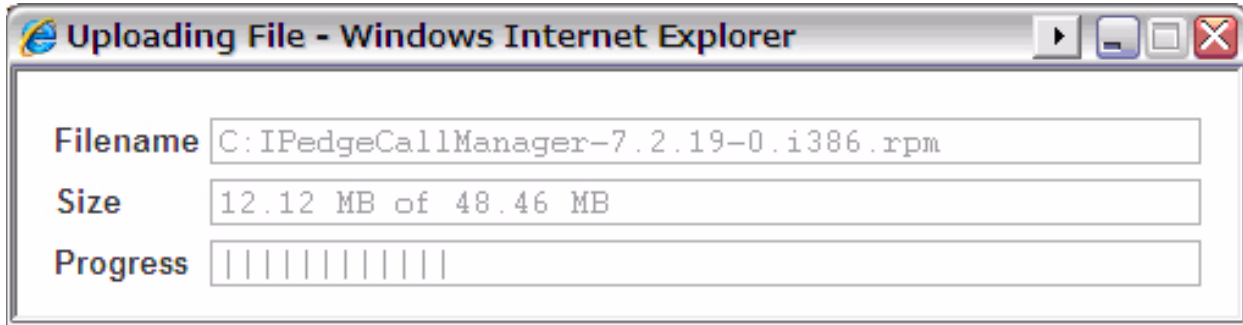 Uploading File - Windows Internet Explorer
Filename C:IPedgeCallManager-7.2.19-0.i386.rpm
Size 12.12 MB of 48.46 MB
Progress ||||||||||||